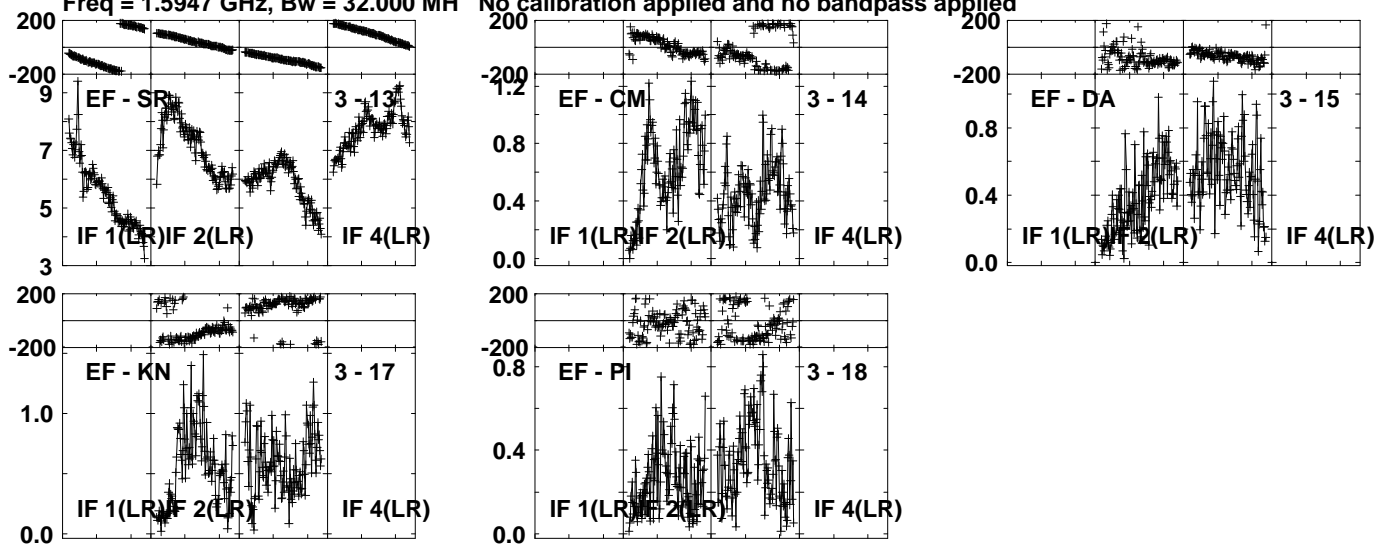 Freq = 1.5947 GHz, Bw = 32.000 MH No calibration applied and no bandpass applied
200
-200
9
7
5
3
EF - SR 3 - 13
IF 1(LR) IF 2(LR) IF 4(LR)
200
-200
1.2
0.8
0.4
0.0
EF - CM 3 - 14
IF 1(LR) IF 2(LR) IF 4(LR)
200
-200
0.8
0.4
0.0
EF - DA 3 - 15
IF 1(LR) IF 2(LR) IF 4(LR)
200
-200
1.0
0.0
EF - KN 3 - 17
IF 1(LR) IF 2(LR) IF 4(LR)
200
-200
0.8
0.4
0.0
EF - PI 3 - 18
IF 1(LR) IF 2(LR) IF 4(LR)